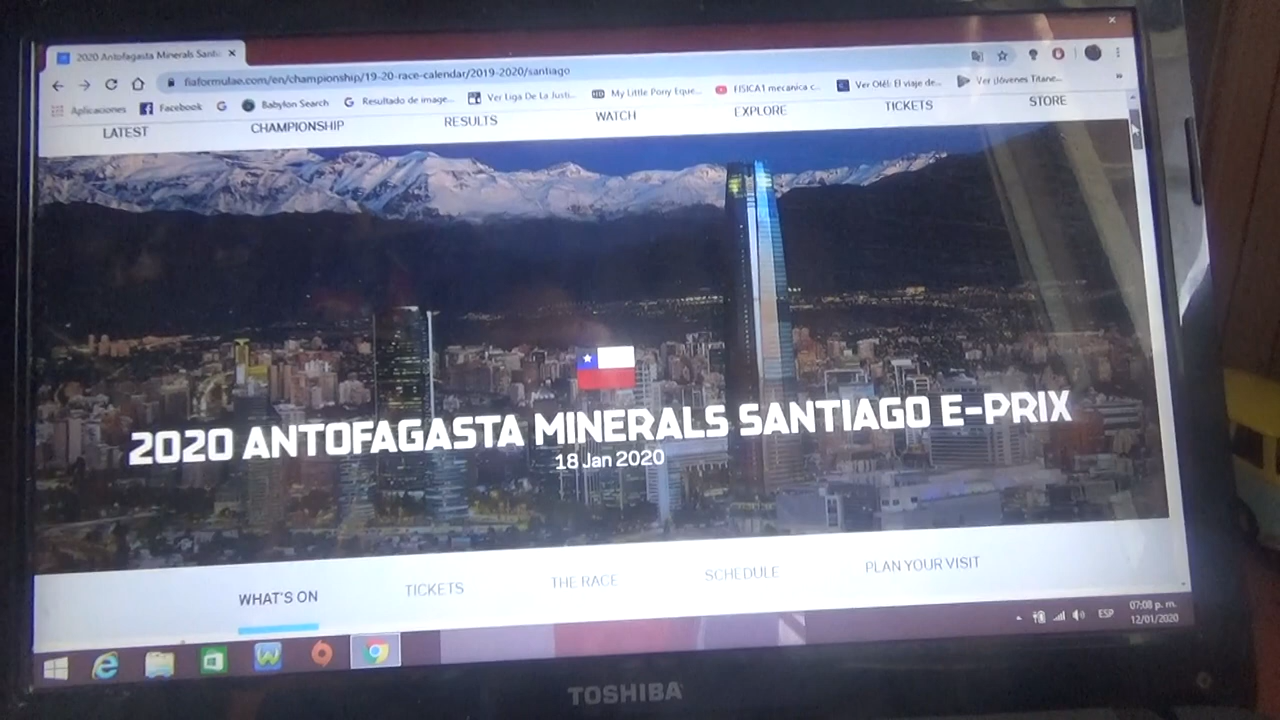 2020 Antofagasta Minerals Santi
fiaformulae.com/en/championship/19-20-race-calendar/2019-2020/santiago
Aplicaciones Facebook Babylon Search Resultado de image... Ver Liga De La Justi... My Little Pony Eque... FISICA1 mecanica c... Ver Olé!: El viaje de... Ver ¡Jóvenes Titane...
LATEST CHAMPIONSHIP RESULTS WATCH EXPLORE TICKETS STORE
2020 ANTOFAGASTA MINERALS SANTIAGO E-PRIX
18 Jan 2020
WHAT'S ON TICKETS THE RACE SCHEDULE PLAN YOUR VISIT
ESP 07:08 p. m.
12/01/2020
TOSHIBA